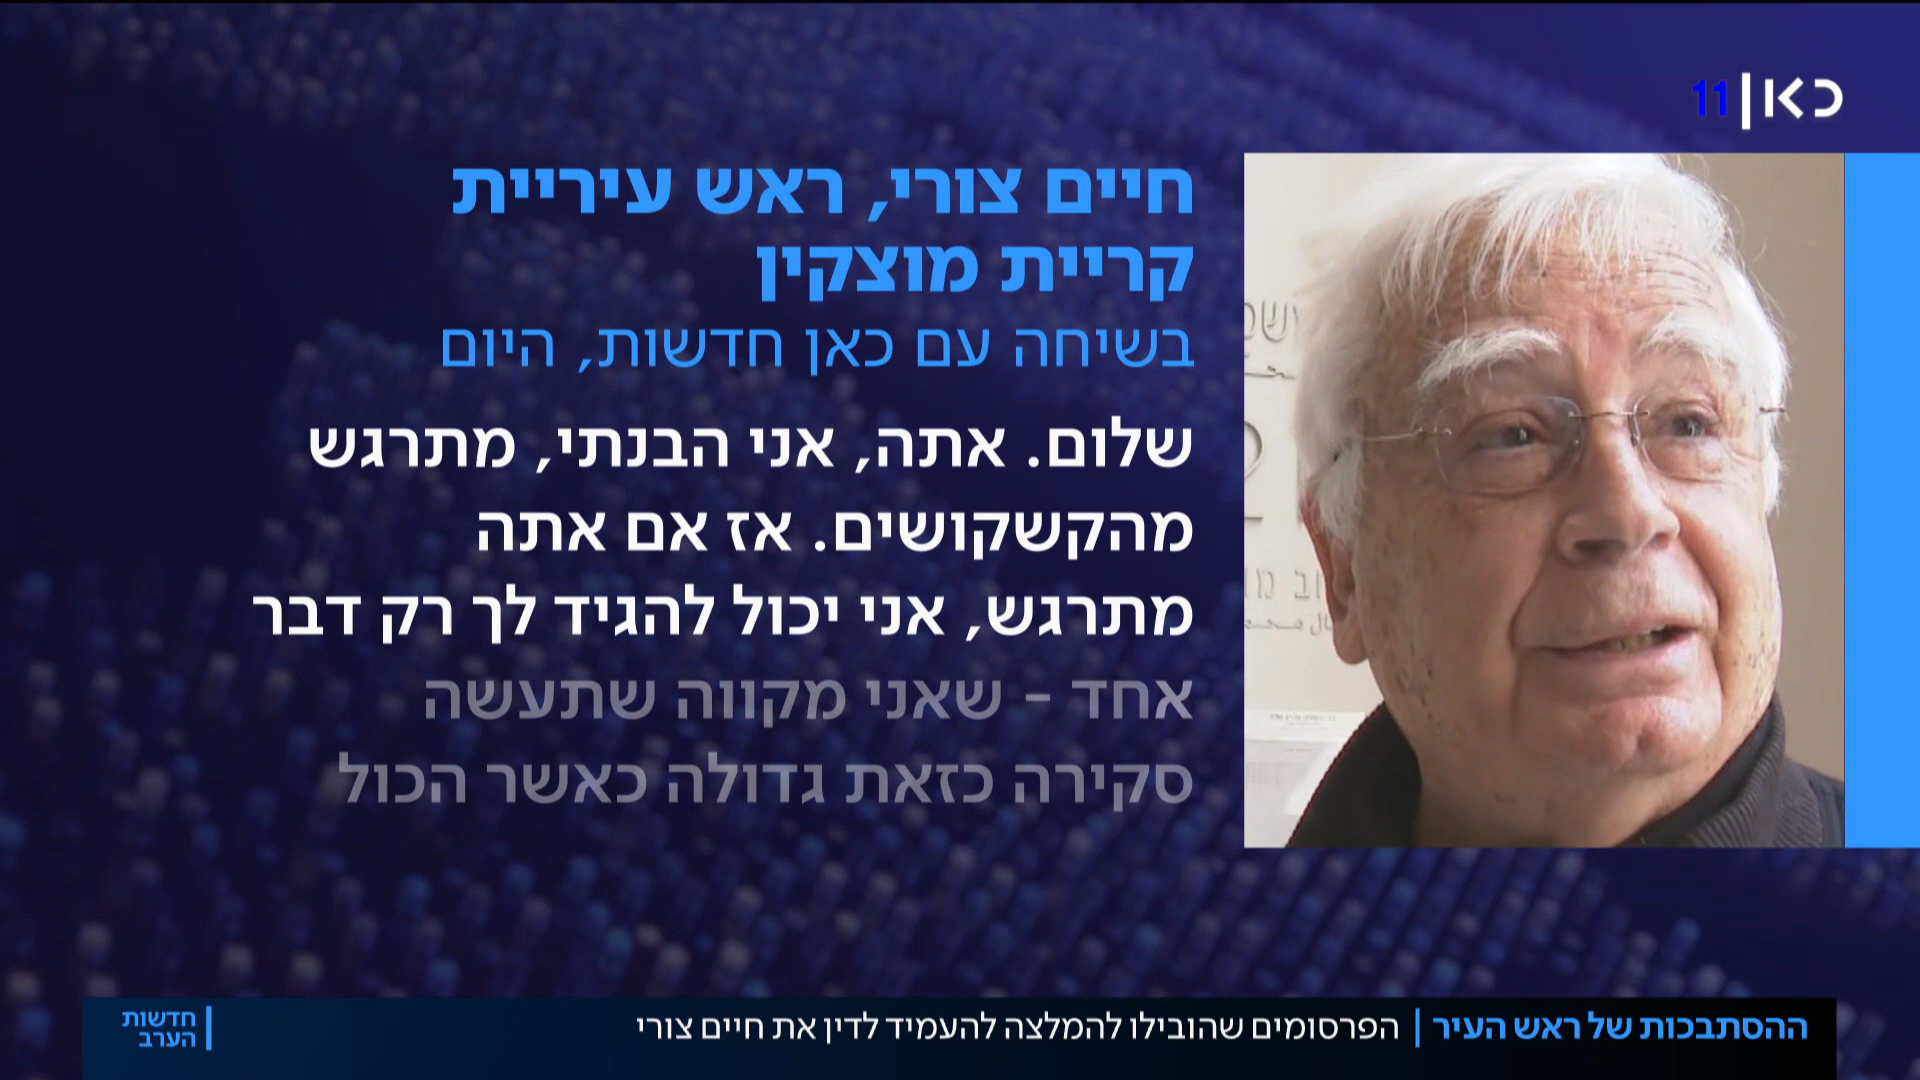 כאן|11
חיים צורי, ראש עיריית
קריית מוצקין
בשיחה עם כאן חדשות, היום
שלום. אתה, אני הבנתי, מתרגש
מהקשקושים. אז אם אתה
מתרגש, אני יכול להגיד לך רק דבר
אחד - שאני מקווה שתעשה
סקירה כזאת גדולה כאשר הכול
ההסתבכות של ראש העיר | הפרסומים שהובילו להמלצה להעמיד לדין את חיים צורי
חדשות
הערב